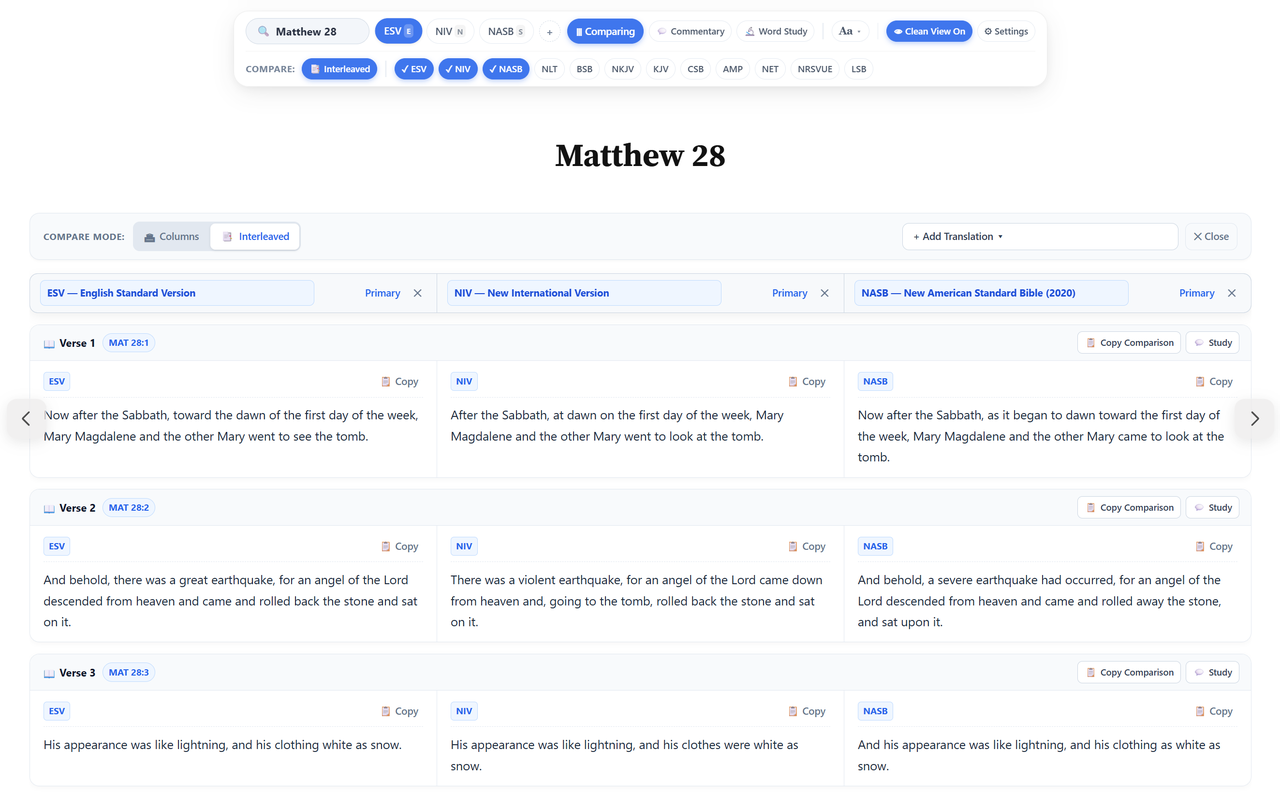 Matthew 28 ESV E NIV N NASB S + Comparing Commentary Word Study Aa Clean View On Settings
COMPARE: Interleaved ✓ ESV ✓ NIV ✓ NASB NLT BSB NKJV KJV CSB AMP NET NRSVUE LSB
Matthew 28
COMPARE MODE: Columns Interleaved + Add Translation ▾ ✕ Close
ESV — English Standard Version Primary ✕
NIV — New International Version Primary ✕
NASB — New American Standard Bible (2020) Primary ✕
Verse 1 MAT 28:1 Copy Comparison Study
ESV Copy
Now after the Sabbath, toward the dawn of the first day of the week,
Mary Magdalene and the other Mary went to see the tomb.
NIV Copy
After the Sabbath, at dawn on the first day of the week, Mary
Magdalene and the other Mary went to look at the tomb.
NASB Copy
Now after the Sabbath, as it began to dawn toward the first day of
the week, Mary Magdalene and the other Mary came to look at the
tomb.
Verse 2 MAT 28:2 Copy Comparison Study
ESV Copy
And behold, there was a great earthquake, for an angel of the Lord
descended from heaven and came and rolled back the stone and sat
on it.
NIV Copy
There was a violent earthquake, for an angel of the Lord came down
from heaven and, going to the tomb, rolled back the stone and sat
on it.
NASB Copy
And behold, a severe earthquake had occurred, for an angel of the
Lord descended from heaven and came and rolled away the stone,
and sat upon it.
Verse 3 MAT 28:3 Copy Comparison Study
ESV Copy
His appearance was like lightning, and his clothing white as snow.
NIV Copy
His appearance was like lightning, and his clothes were white as
snow.
NASB Copy
And his appearance was like lightning, and his clothing as white as
snow.